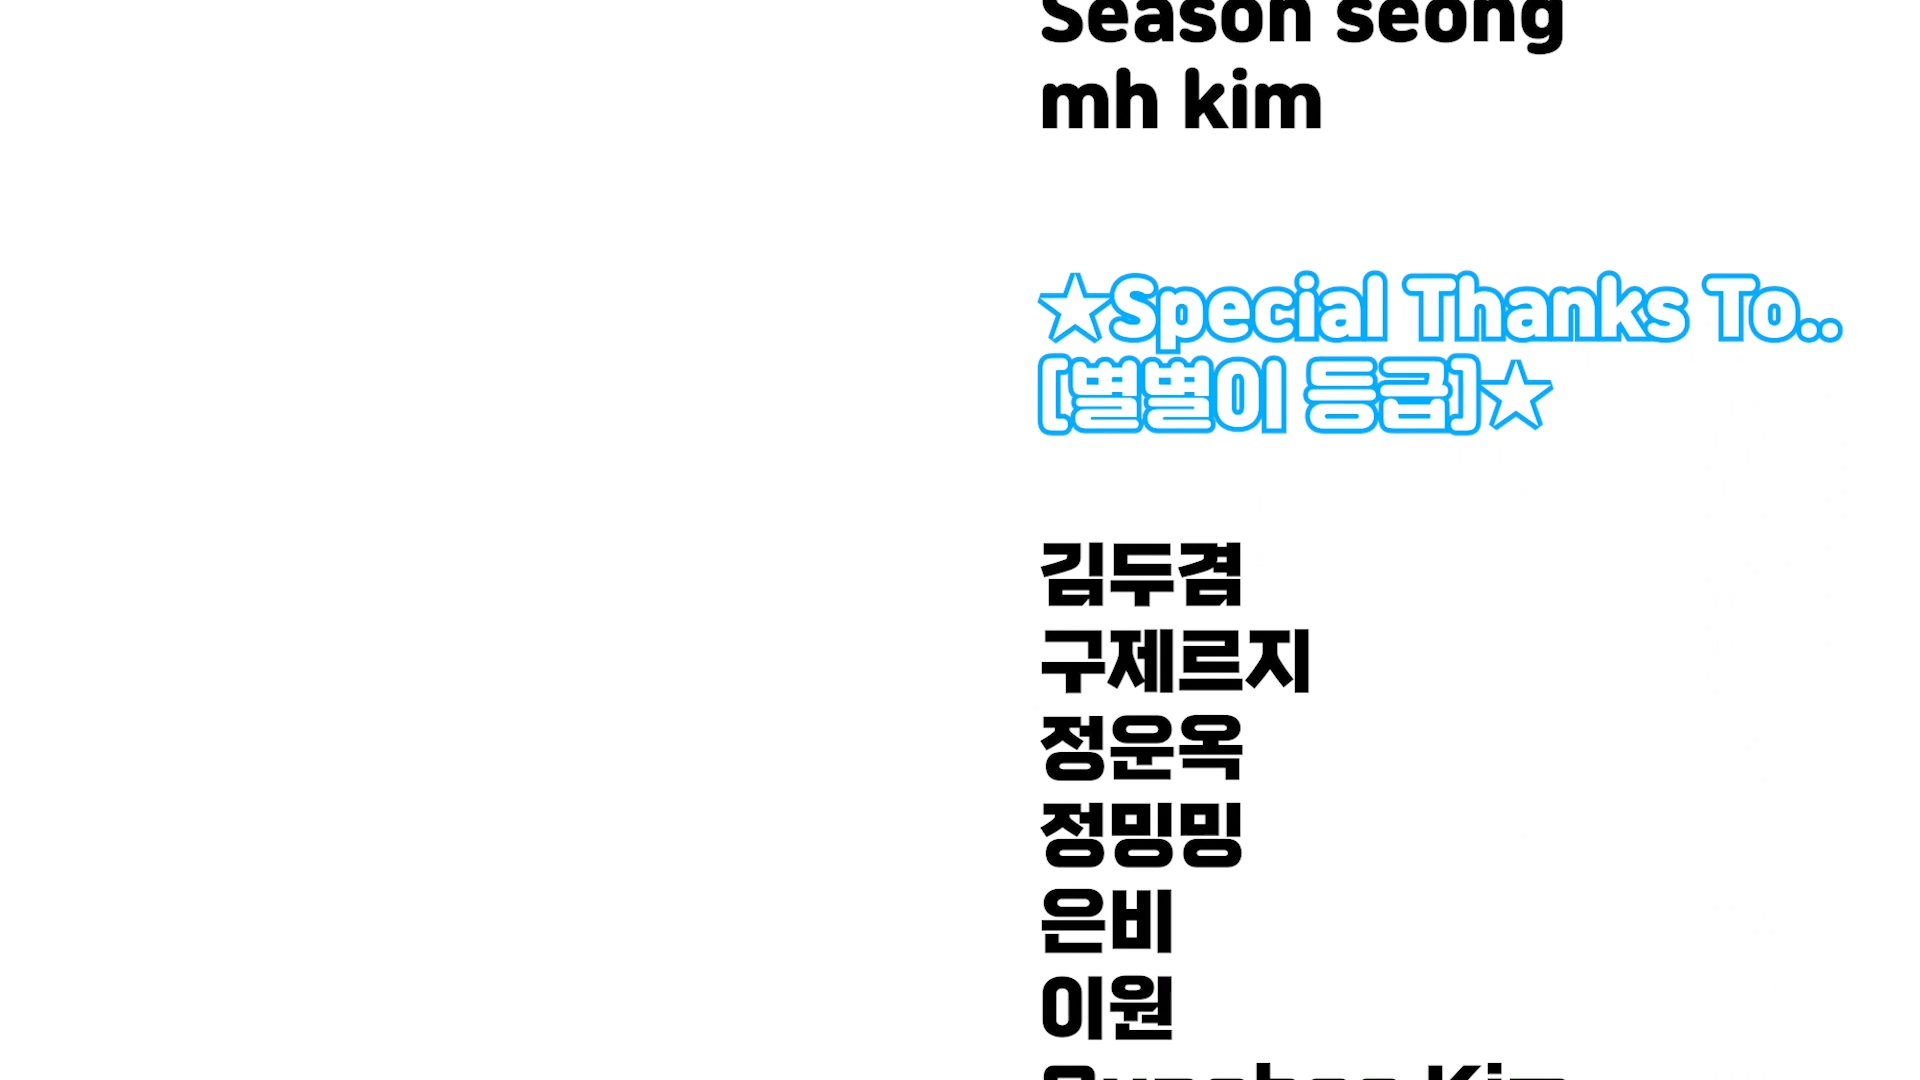 Season seong
mh kim
★Special Thanks To..
[별별이 등급]★
김두겸
구제르지
정운옥
정밍밍
은비
이원
Kim